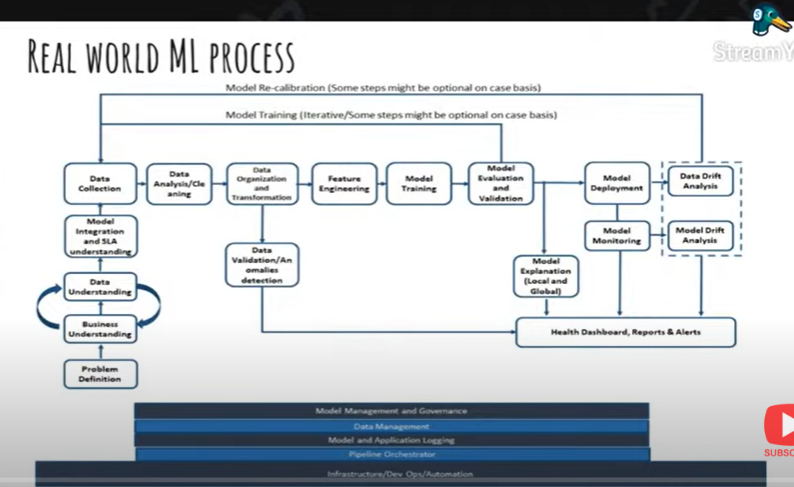 StreamY
REAL WORLD ML PROCESS
Model Re-calibration (Some steps might be optional on case basis)
Model Training (Iterative/Some steps might be optional on case basis)
Data
Collection
Data
Analysis/Cle
aning
Data
Organization
and
Transformation
Feature
Engineering
Model
Training
Model
Evaluation
and
Validation
Model
Deployment
Data Drift
Analysis
Model
Integration
and SLA
understanding
Data
Validation/An
omalies
detection
Model
Monitoring
Model Drift
Analysis
Model
Explanation
(Local and
Global)
Data
Understanding
Business
Understanding
Health Dashboard, Reports & Alerts
Problem
Definition
Model Management and Governance
Data Management
Model and Application Logging
Pipeline Orchestrator
Infrastructure/Dev Ops/Automation
SUBSC